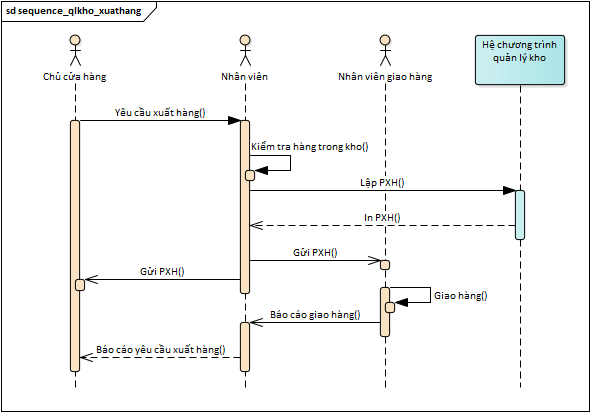 sd sequence_qlkho_xuathang
Chủ cửa hàng
Nhân viên
Nhân viên giao hàng
Hệ chương trình
quản lý kho
Yêu cầu xuất hàng()
Kiểm tra hàng trong kho()
Lập PXH()
In PXH()
Gửi PXH()
Gửi PXH()
Giao hàng()
Báo cáo giao hàng()
Báo cáo yêu cầu xuất hàng()